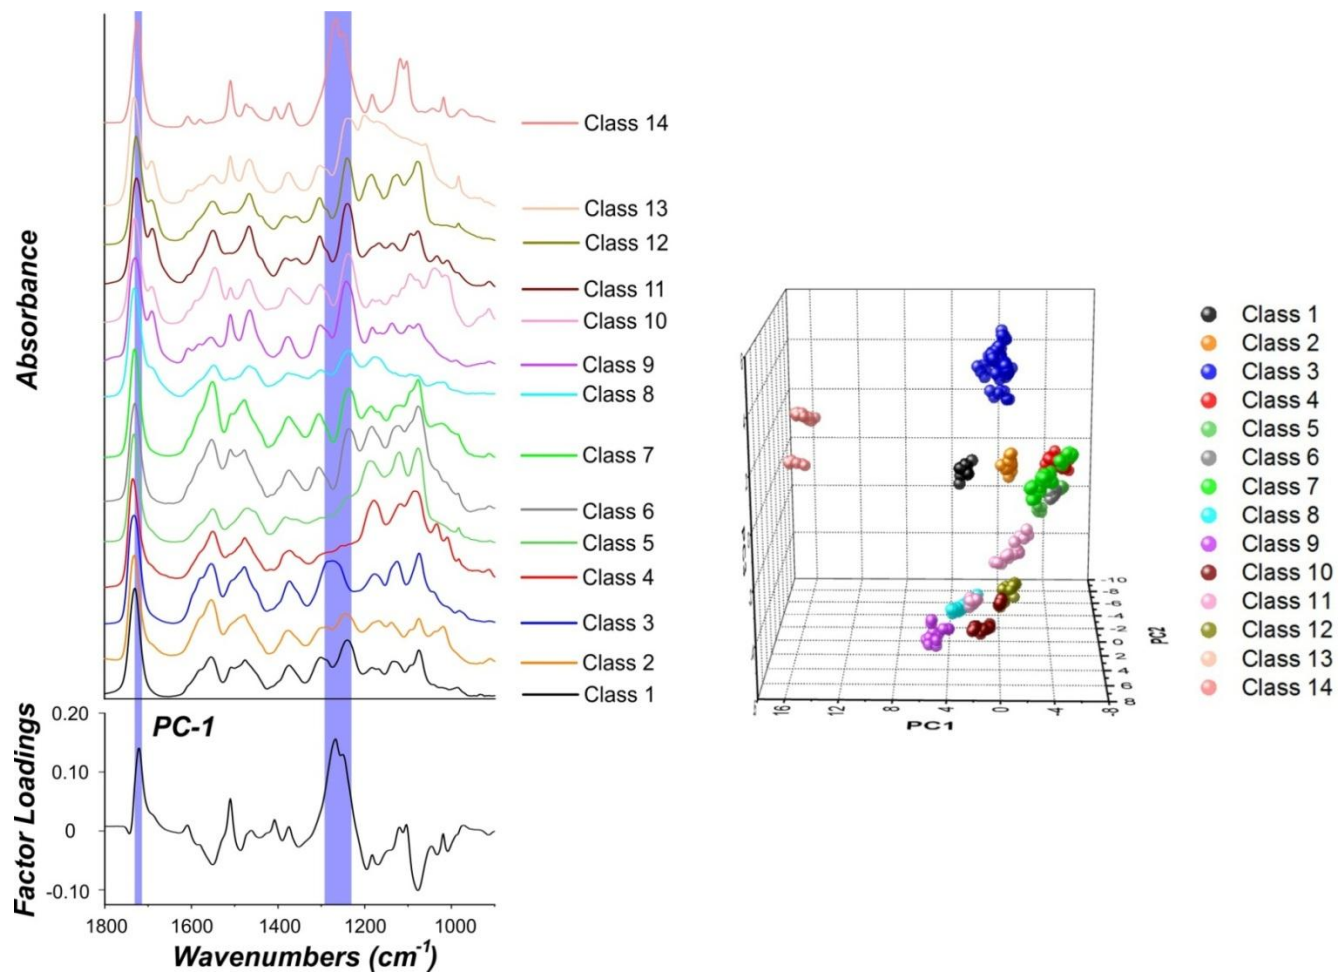 Absorbance
Class 14
Class 13
Class 12
Class 11
Class 10
Class 9
Class 8
Class 7
Class 6
Class 5
Class 4
Class 3
Class 2
Class 1
Factor Loadings
PC-1
0.20
0.10
0
-0.10
1800 1600 1400 1200 1000
Wavenumbers (cm⁻¹)
-10
-8
-6
-4
-2
0
2
4
6
8
PC2
16 12 8 4 0 -4 -8
PC1
Class 1
Class 2
Class 3
Class 4
Class 5
Class 6
Class 7
Class 8
Class 9
Class 10
Class 11
Class 12
Class 13
Class 14